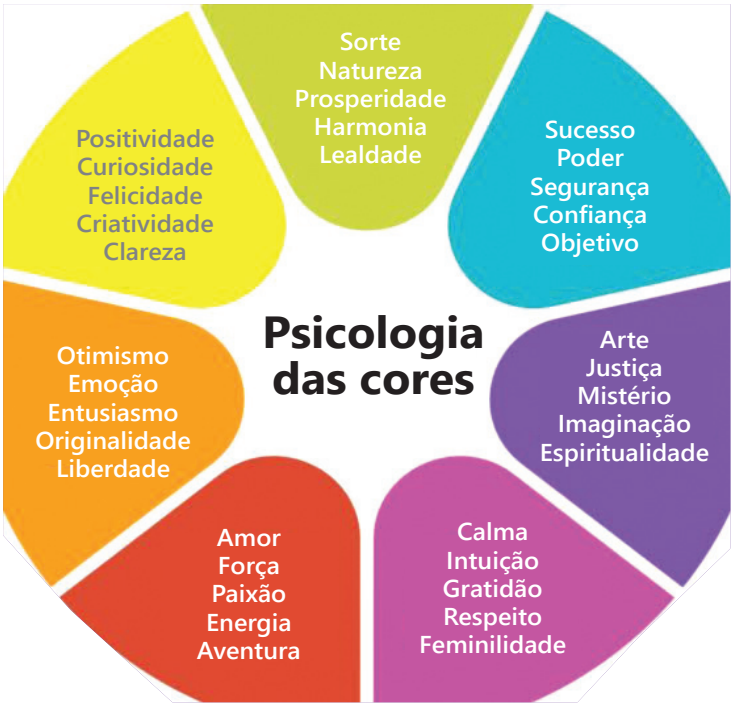 Sorte
Natureza
Prosperidade
Harmonia
Lealdade
Sucesso
Poder
Segurança
Confiança
Objetivo
Arte
Justiça
Mistério
Imaginação
Espiritualidade
Calma
Intuição
Gratidão
Respeito
Feminilidade
Amor
Força
Paixão
Energia
Aventura
Otimismo
Emoção
Entusiasmo
Originalidade
Liberdade
Positividade
Curiosidade
Felicidade
Criatividade
Clareza
Psicologia
das cores